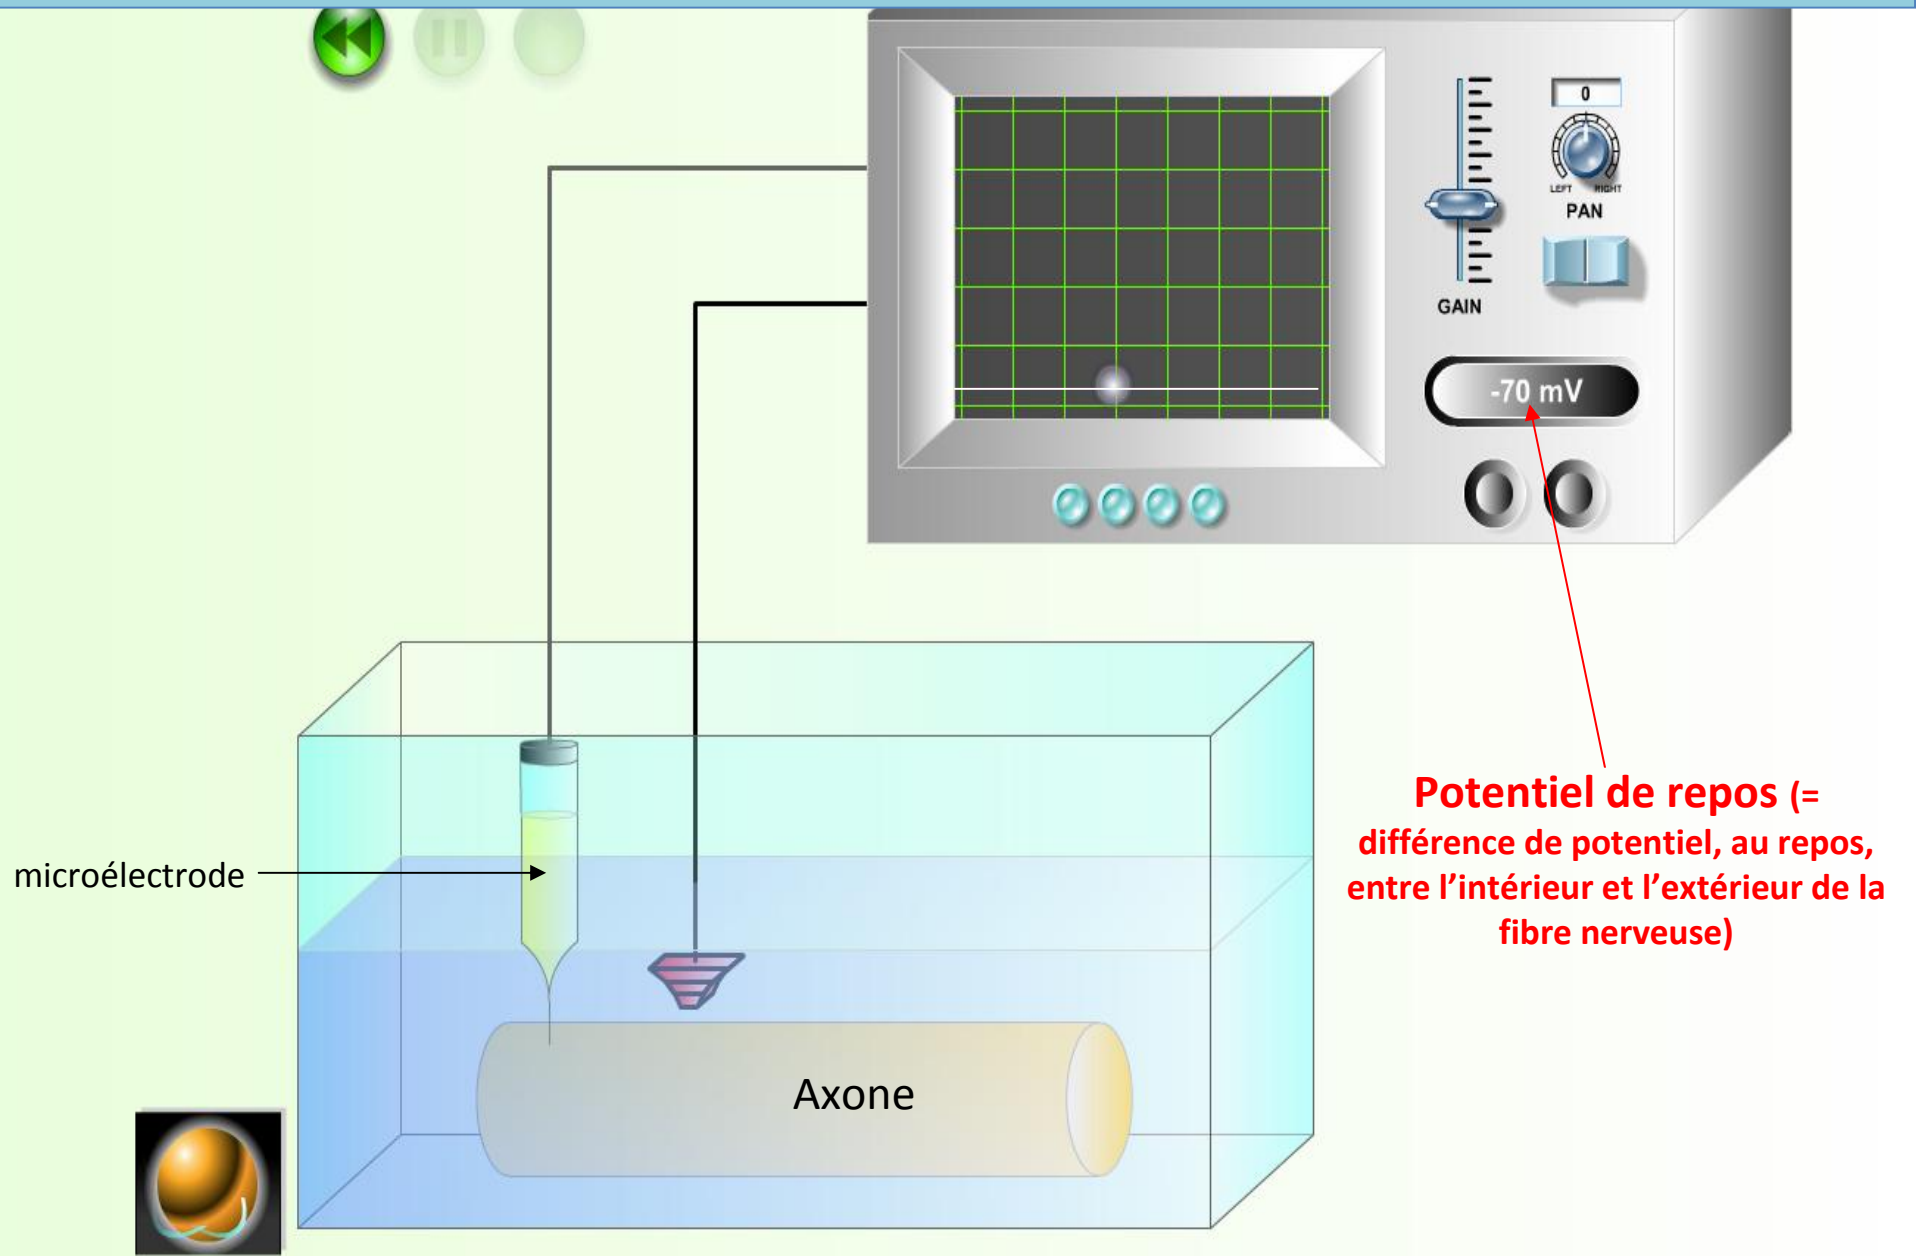 0
LEFT RIGHT
PAN
GAIN
-70 mV
Potentiel de repos (=
différence de potentiel, au repos,
entre l’intérieur et l’extérieur de la
fibre nerveuse)
microélectrode
Axone